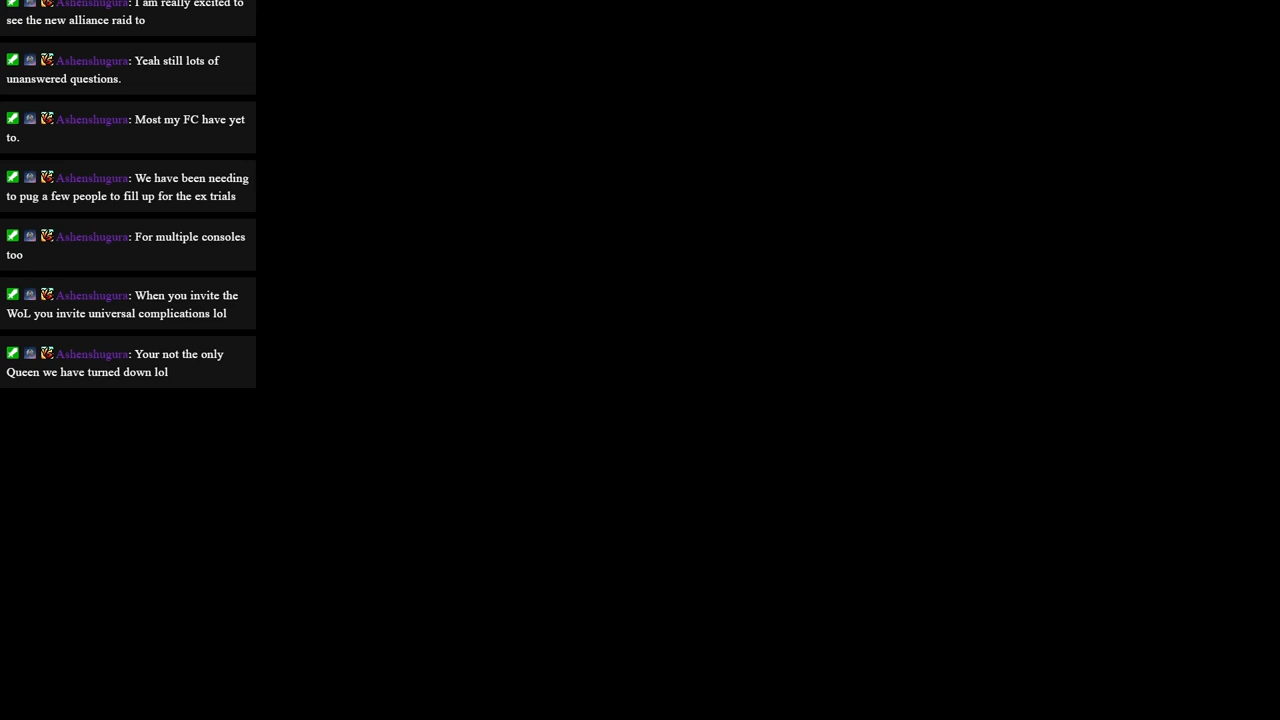 Ashenshugura: I am really excited to
see the new alliance raid to
Ashenshugura: Yeah still lots of
unanswered questions.
Ashenshugura: Most my FC have yet
to.
Ashenshugura: We have been needing
to pug a few people to fill up for the ex trials
Ashenshugura: For multiple consoles
too
Ashenshugura: When you invite the
WoL you invite universal complications lol
Ashenshugura: Your not the only
Queen we have turned down lol